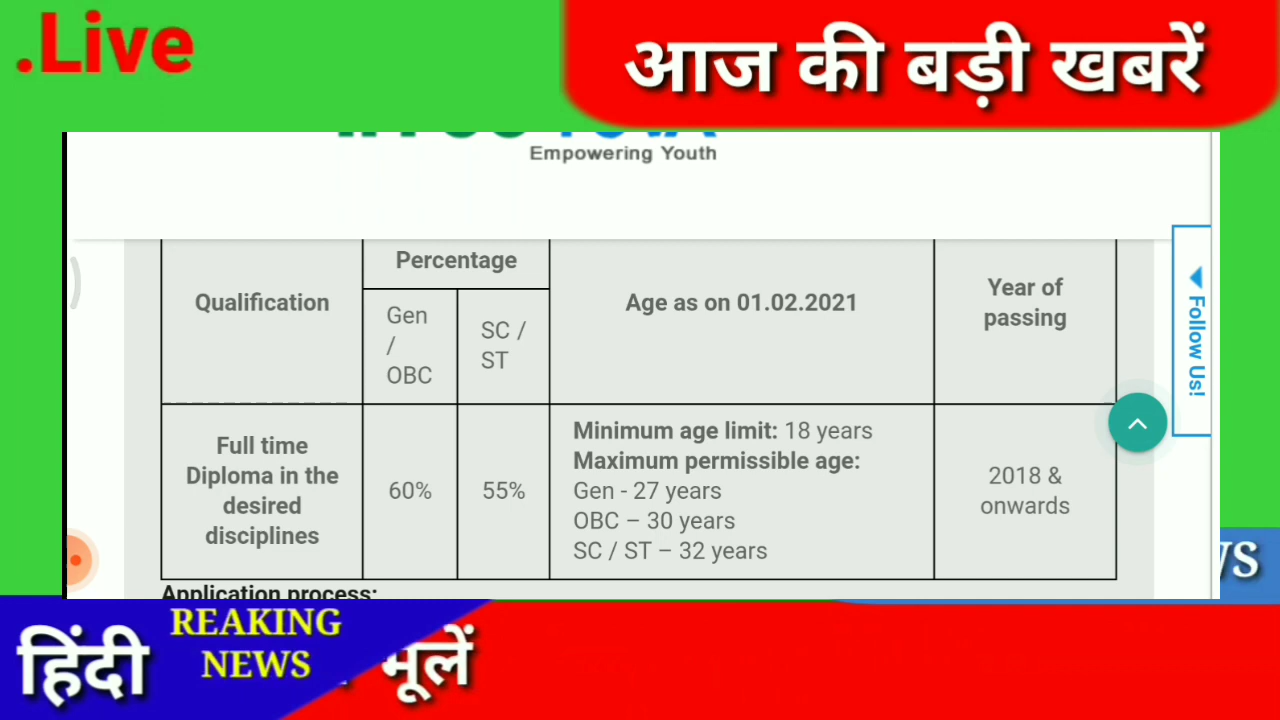 .Live
आज की बड़ी खबरें
Empowering Youth
Qualification
Percentage
Gen
/
OBC
SC /
ST
Age as on 01.02.2021
Year of
passing
Follow Us!
Full time
Diploma in the
desired
disciplines
60%
55%
Minimum age limit: 18 years
Maximum permissible age:
Gen - 27 years
OBC – 30 years
SC / ST – 32 years
2018 &
onwards
Application process:
हिंदी
REAKING
NEWS
भूलें